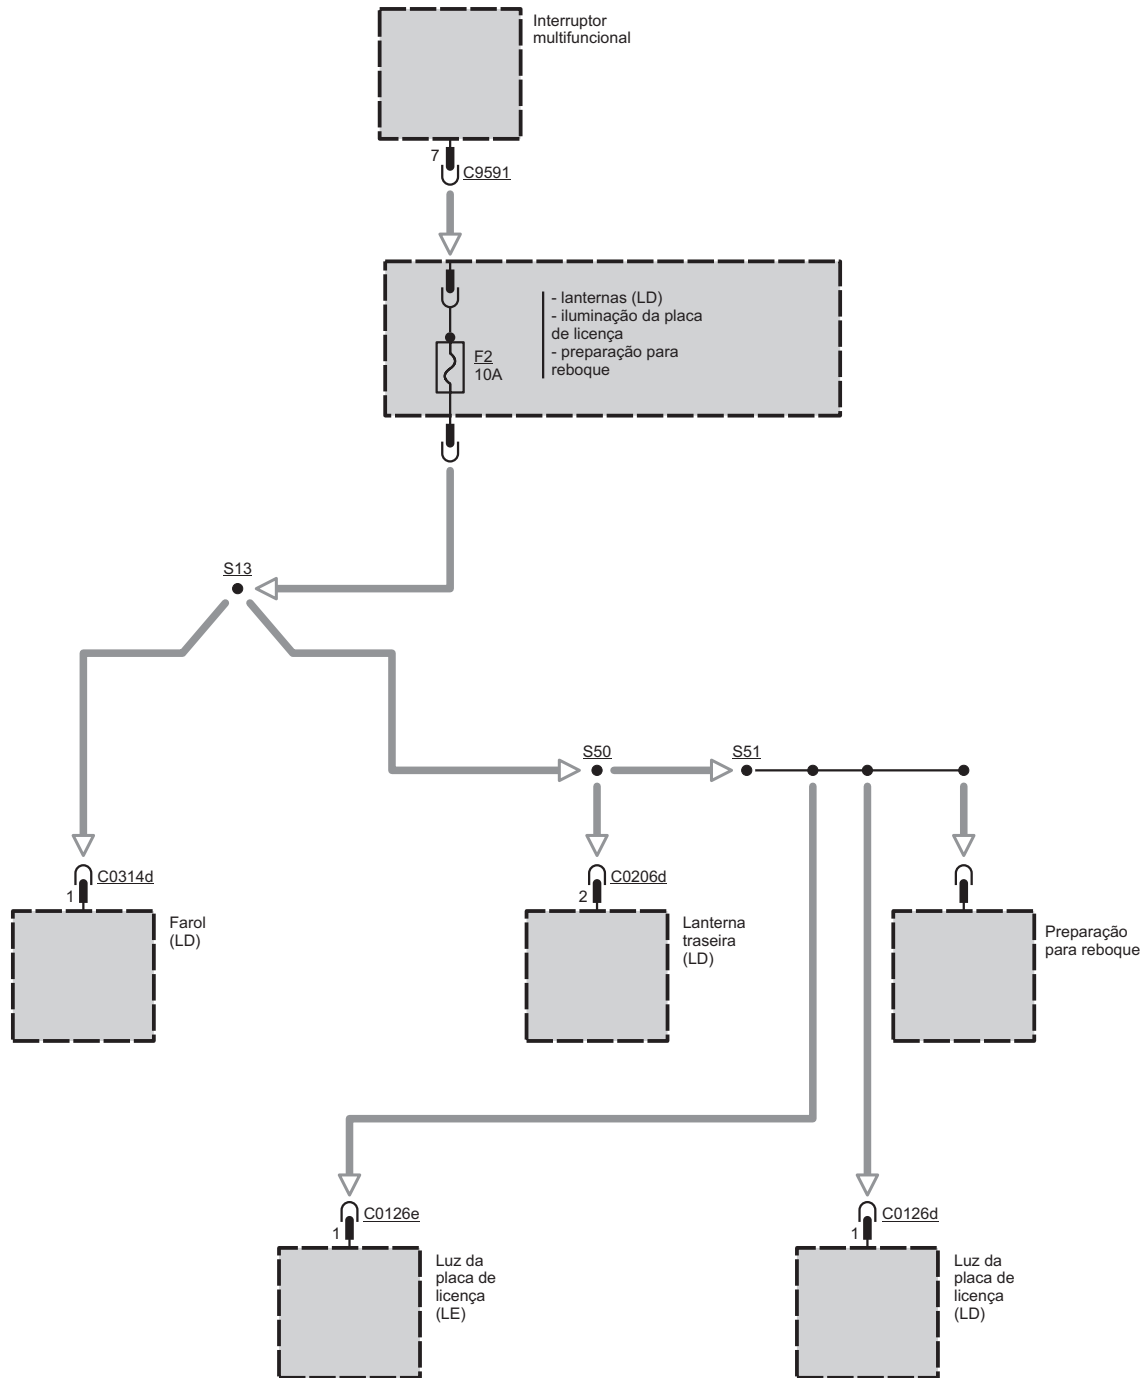 Interruptor
multifuncional
7
C9591
- lanternas (LD)
- iluminação da placa
de licença
- preparação para
reboque
F2
10A
S13
S50
S51
C0314d
1
Farol
(LD)
C0206d
2
Lanterna
traseira
(LD)
Preparação
para reboque
C0126e
1
Luz da
placa de
licença
(LE)
C0126d
1
Luz da
placa de
licença
(LD)